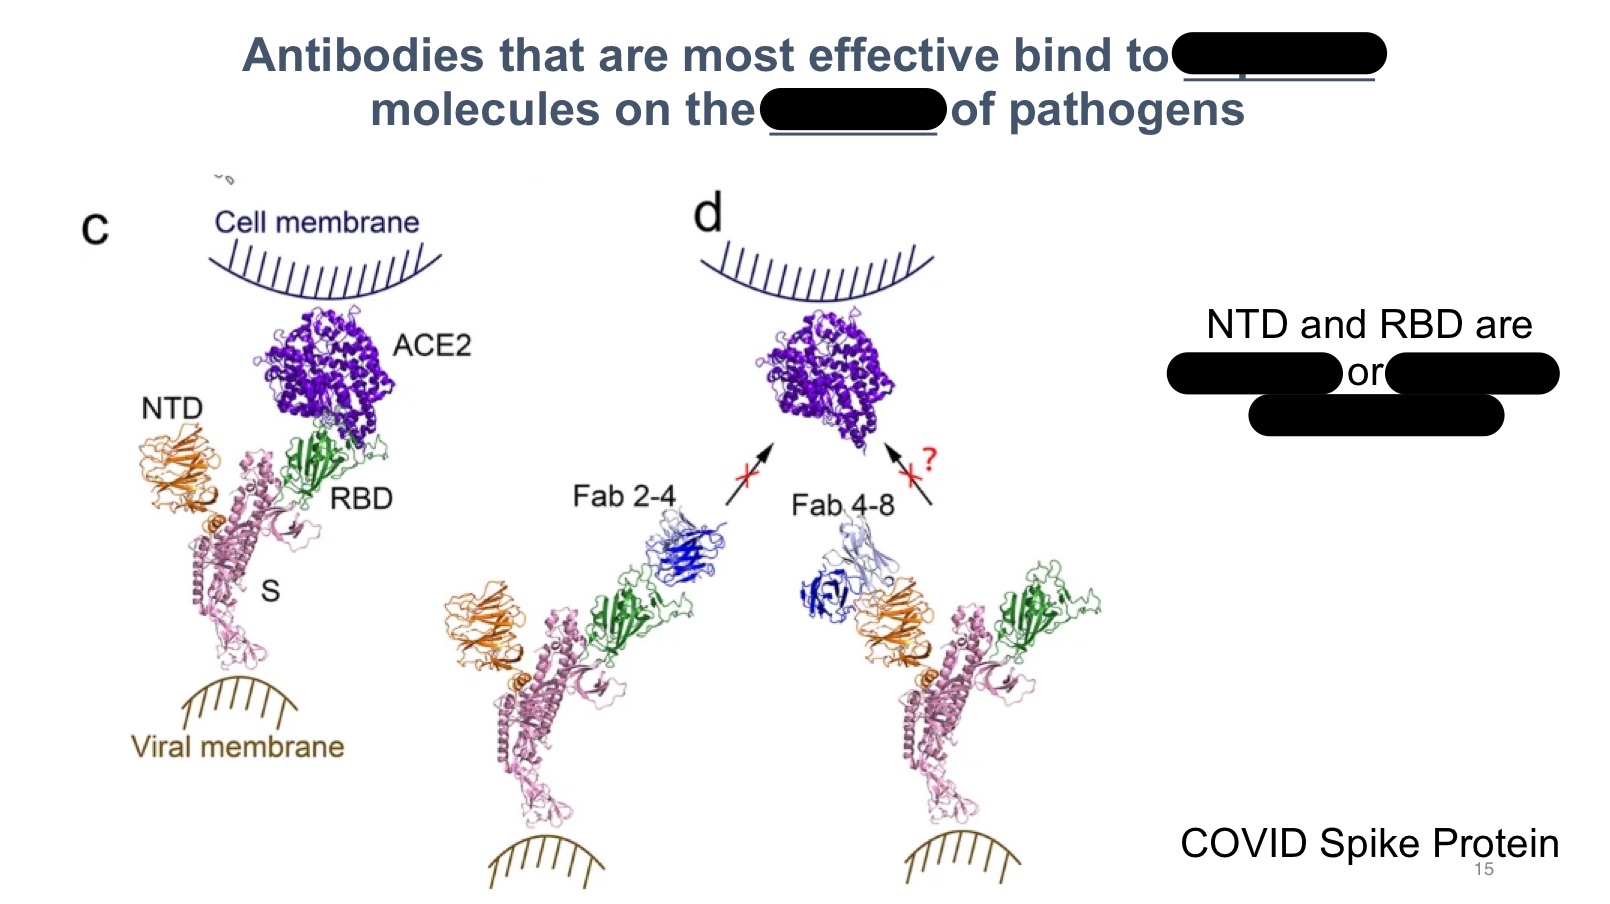 Antibodies that are most effective bind to
molecules on the of pathogens
c
Cell membrane
ACE2
NTD
RBD
S
Viral membrane
d
Fab 2-4
Fab 4-8
?
NTD and RBD are
or
COVID Spike Protein
15